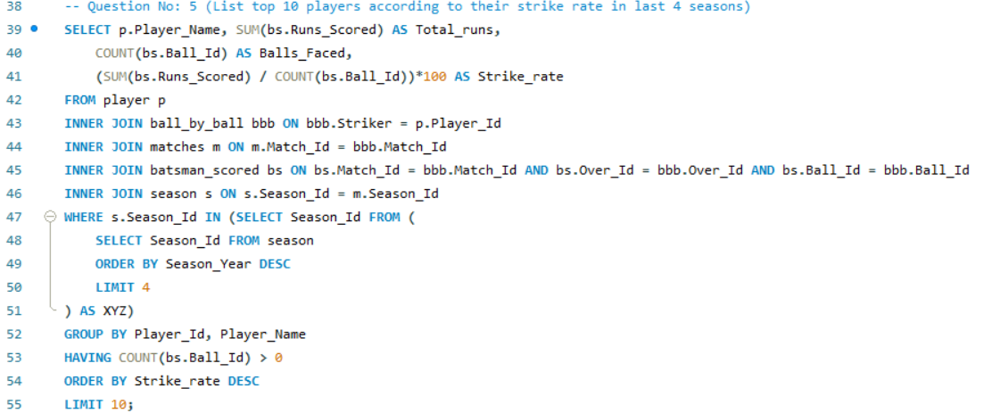 38 -- Question No: 5 (List top 10 players according to their strike rate in last 4 seasons)
39 SELECT p.Player_Name, SUM(bs.Runs_Scored) AS Total_runs,
40 COUNT(bs.Ball_Id) AS Balls_Faced,
41 (SUM(bs.Runs_Scored) / COUNT(bs.Ball_Id))*100 AS Strike_rate
42 FROM player p
43 INNER JOIN ball_by_ball bbb ON bbb.Striker = p.Player_Id
44 INNER JOIN matches m ON m.Match_Id = bbb.Match_Id
45 INNER JOIN batsman_scored bs ON bs.Match_Id = bbb.Match_Id AND bs.Over_Id = bbb.Over_Id AND bs.Ball_Id = bbb.Ball_Id
46 INNER JOIN season s ON s.Season_Id = m.Season_Id
47 WHERE s.Season_Id IN (SELECT Season_Id FROM (
48 SELECT Season_Id FROM season
49 ORDER BY Season_Year DESC
50 LIMIT 4
51 ) AS XYZ)
52 GROUP BY Player_Id, Player_Name
53 HAVING COUNT(bs.Ball_Id) > 0
54 ORDER BY Strike_rate DESC
55 LIMIT 10;